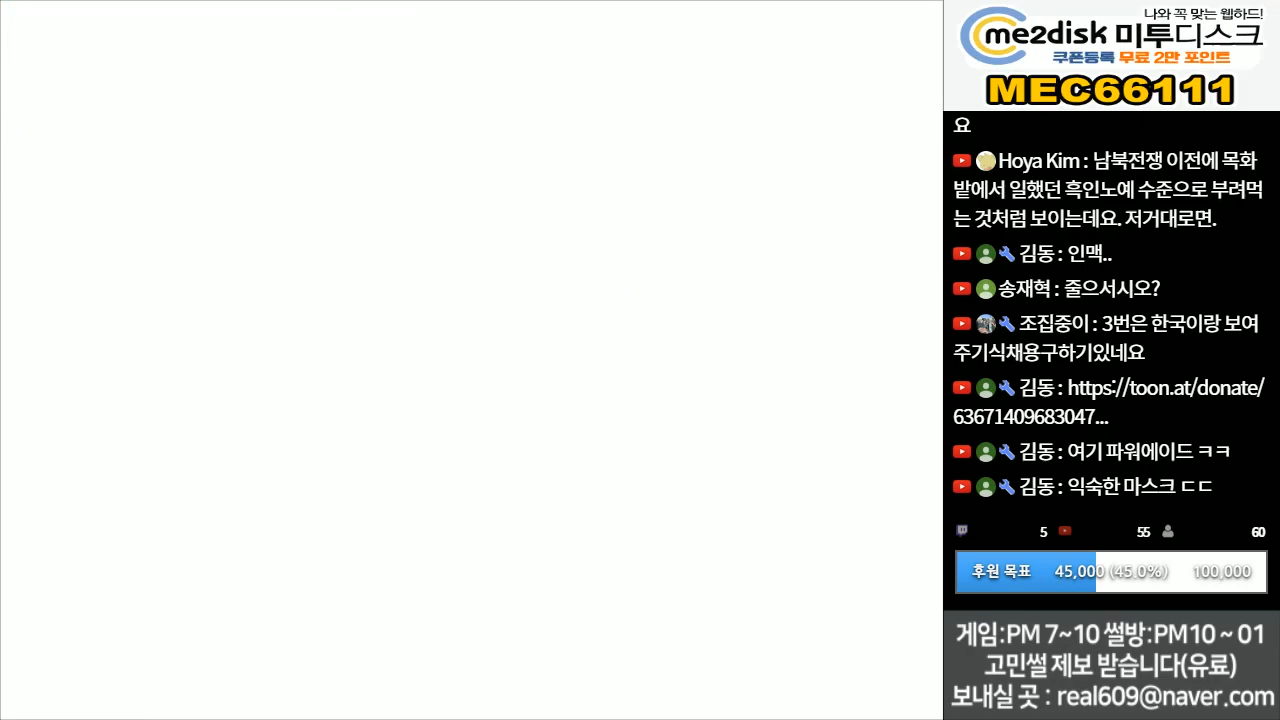 나와 꼭 맞는 웹하드!
me2disk 미투디스크
쿠폰등록 무료 2만 포인트
MEC66111
요
Hoya Kim : 남북전쟁 이전에 목화
밭에서 일했던 흑인노예 수준으로 부려먹
는 것처럼 보이는데요. 저거대로면.
김동 : 인맥..
송재혁 : 줄으서시오?
조집중이 : 3번은 한국이랑 보여
주기식채용구하기있네요
김동 : https://toon.at/donate/
63671409683047...
김동 : 여기 파워에이드 ㅋㅋ
김동 : 익숙한 마스크 ㄷㄷ
5 55 60
후원 목표 45,000 (45.0%) 100,000
게임:PM 7~10 썰방:PM10 ~ 01
고민썰 제보 받습니다(유료)
보내실 곳 : real609@naver.com